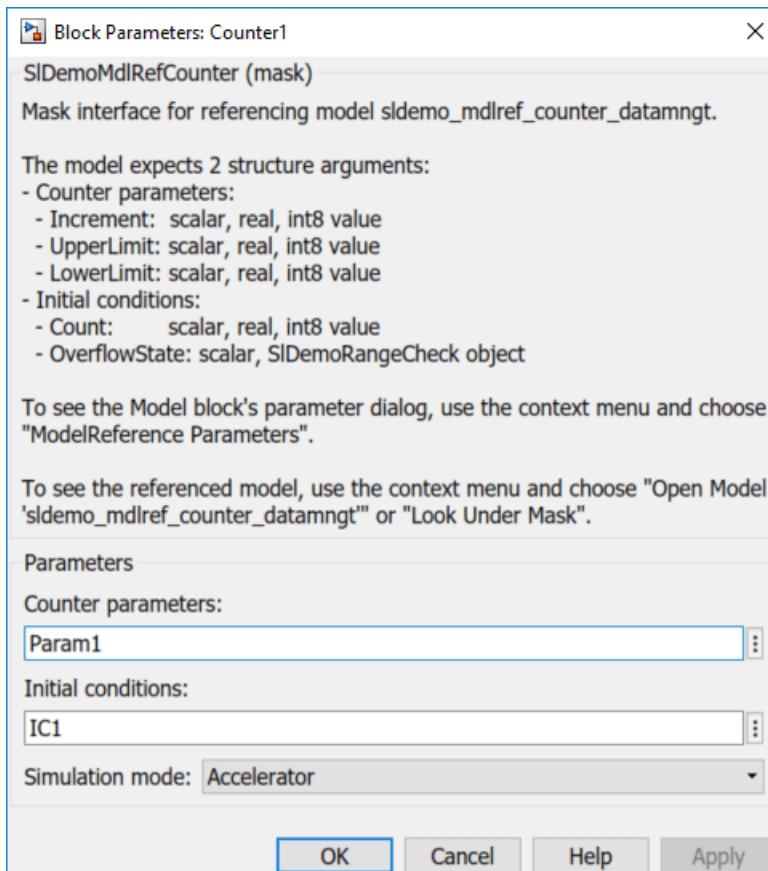 Block Parameters: Counter1
SlDemoMdlRefCounter (mask)
Mask interface for referencing model sldemo_mdlref_counter_datamngt.
The model expects 2 structure arguments:
- Counter parameters:
- Increment: scalar, real, int8 value
- UpperLimit: scalar, real, int8 value
- LowerLimit: scalar, real, int8 value
- Initial conditions:
- Count: scalar, real, int8 value
- OverflowState: scalar, SlDemoRangeCheck object
To see the Model block's parameter dialog, use the context menu and choose
"ModelReference Parameters".
To see the referenced model, use the context menu and choose "Open Model
'sldemo_mdlref_counter_datamngt'" or "Look Under Mask".
Parameters
Counter parameters:
Param1
Initial conditions:
IC1
Simulation mode: Accelerator
OK Cancel Help Apply